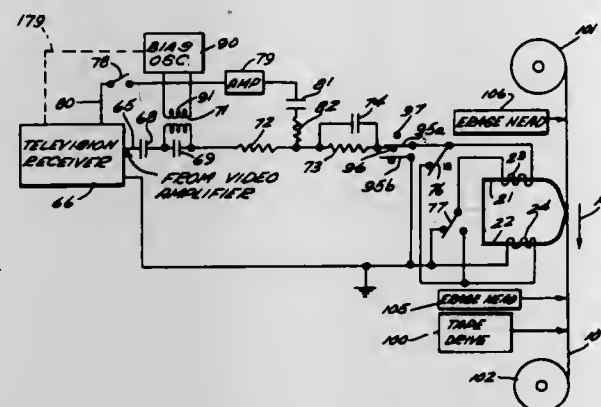 179
BIAS
OSC.
90
79
78
AMP
81
80
91
71
82
74
97
95a
65
68
69
72
73
96
95b
TELEVISION
RECEIVER
66
FROM VIDEO
AMPLIFIER
76
77
23
21
22
24
101
106
ERASE HEAD
105
ERASE HEAD
100
TAPE
DRIVE
102
10